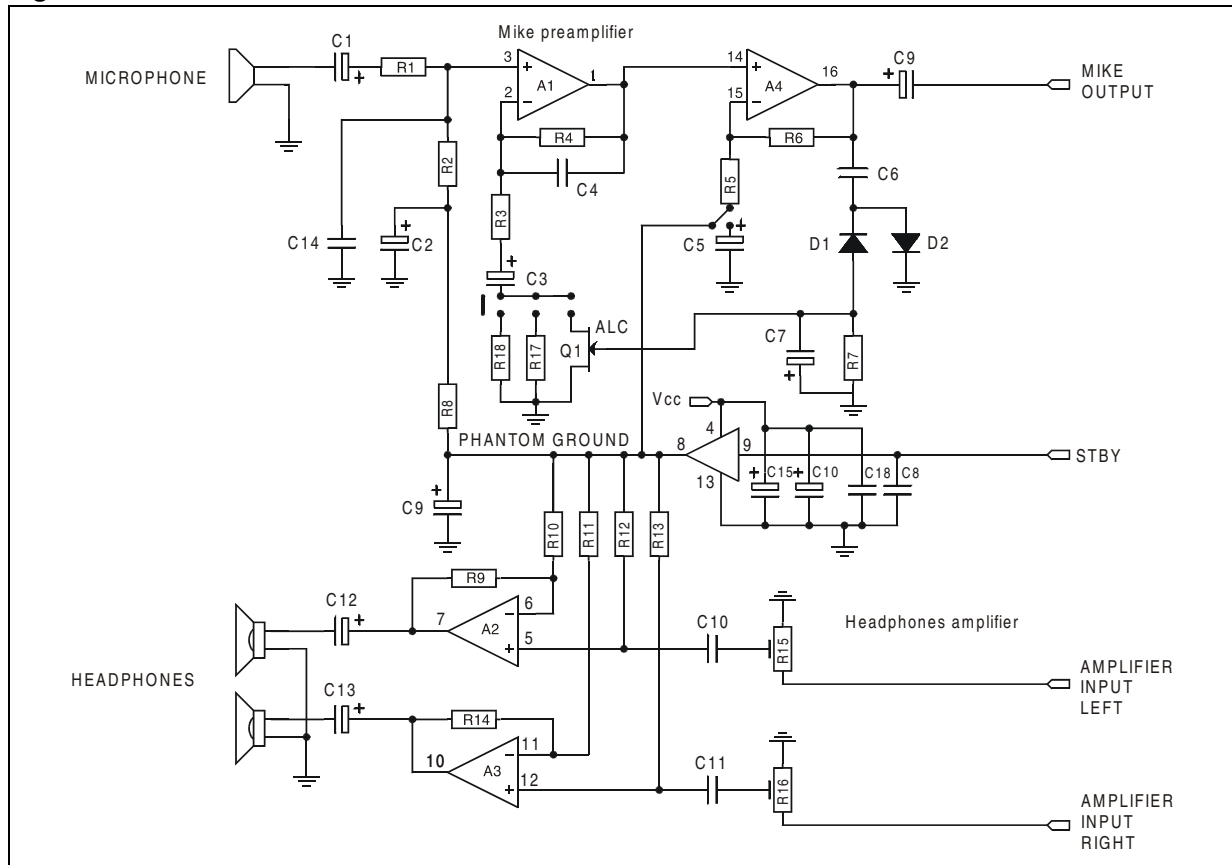 C1
Mike preamplifier
R1
3
+
A1
1
14
+
A4
16
+
C9
MICROPHONE
+
2
−
15
−
MIKE
OUTPUT
R4
R6
R2
C4
R5
C6
R3
C14
+
C2
+
C3
C5
+
D1
D2
ALC
R18
R17
Q1
C7
+
R7
R8
Vcc
4
PHANTOM GROUND
8
9
STBY
13
+
C15
+
C10
C18
C8
+
C9
R10
R11
R12
R13
R9
C12
+
7
6
−
A2
5
+
C10
R15
Headphones amplifier
HEADPHONES
AMPLIFIER
INPUT
LEFT
C13
+
R14
10
11
−
A3
12
+
C11
R16
AMPLIFIER
INPUT
RIGHT